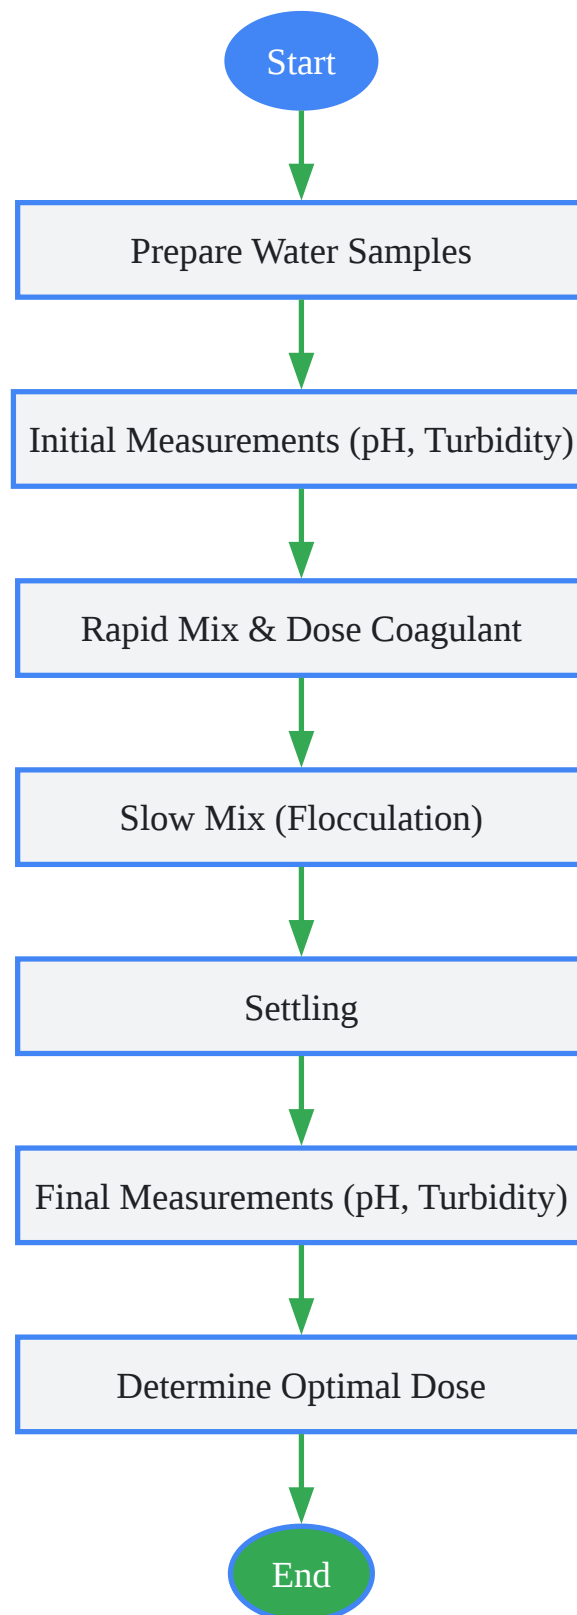 Start
Prepare Water Samples
Initial Measurements (pH, Turbidity)
Rapid Mix & Dose Coagulant
Slow Mix (Flocculation)
Settling
Final Measurements (pH, Turbidity)
Determine Optimal Dose
End